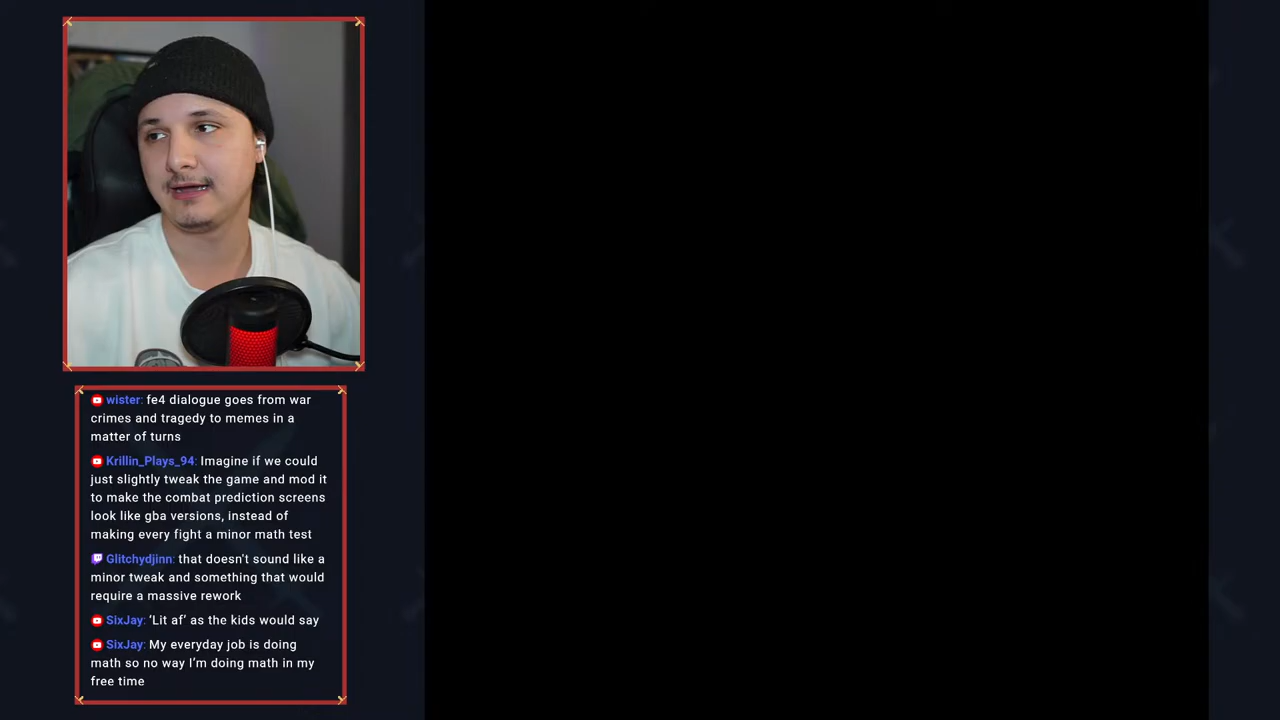 wister: fe4 dialogue goes from war
crimes and tragedy to memes in a
matter of turns
Krillin_Plays_94: Imagine if we could
just slightly tweak the game and mod it
to make the combat prediction screens
look like gba versions, instead of
making every fight a minor math test
Glitchydjinn: that doesn't sound like a
minor tweak and something that would
require a massive rework
SixJay: ‘Lit af’ as the kids would say
SixJay: My everyday job is doing
math so no way I’m doing math in my
free time